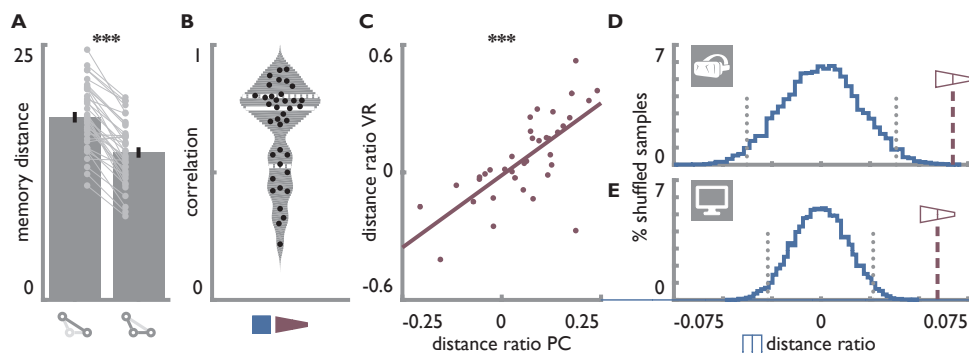 A
***
25
memory distance
0
B
1
correlation
0
C
***
0.6
distance ratio VR
0
-0.6
-0.25
0
0.25
distance ratio PC
D
7
% shuffled samples
0
E
7
0
-0.075
0
0.075
distance ratio